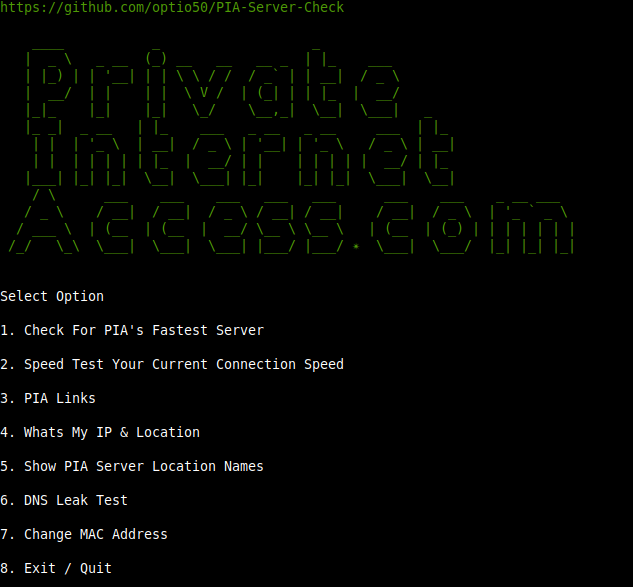 https://github.com/optio50/PIA-Server-Check
Private
Internet
Access.com
Select Option
1. Check For PIA's Fastest Server
2. Speed Test Your Current Connection Speed
3. PIA Links
4. Whats My IP & Location
5. Show PIA Server Location Names
6. DNS Leak Test
7. Change MAC Address
8. Exit / Quit